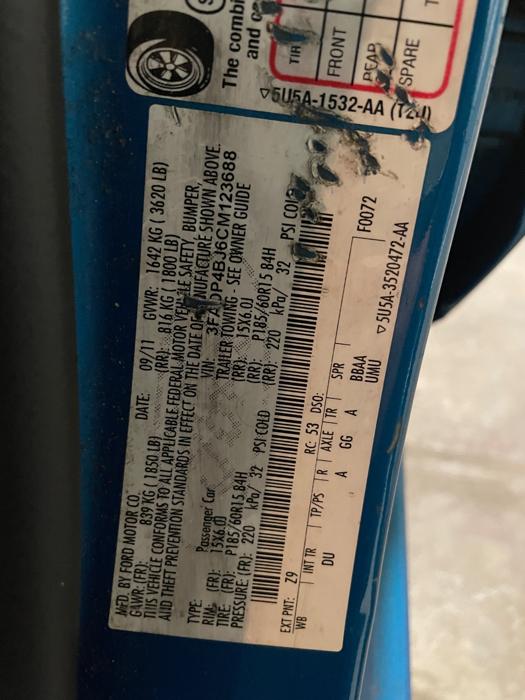 The combi
and c
TIR
FRONT
REAR
SPARE
▽5U5A-1532-AA
MFD. BY FORD MOTOR CO.
DATE: 09/11 GVWR: 1642 KG ( 3620 LB)
GAWR: (FR): 839 KG ( 1850 LB) (RR): 816 KG ( 1800 LB)
THIS VEHICLE CONFORMS TO ALL APPLICABLE FEDERAL MOTOR VEHICLE SAFETY, BUMPER,
AND THEFT PREVENTION STANDARDS IN EFFECT ON THE DATE OF MANUFACTURE SHOWN ABOVE.
VIN: 3FADP4BJ6CM123688
TYPE: Passenger Car TRAILER TOWING - SEE OWNER GUIDE
RIM: (FR): 15X6.0J (RR): 15X6.0J
TIRE: (FR): P185/60R15 84H (RR): P185/60R15 84H
PRESSURE: (FR): 220 kPa/ 32 PSI COLD (RR): 220 kPa/ 32 PSI COLD
EXT PNT: Z9 RC: 53 DSO: F0072
WB INT TR TP/PS R AXLE TR SPR
DU A GG A BBAA
UMU
▽5U5A-3520472-AA